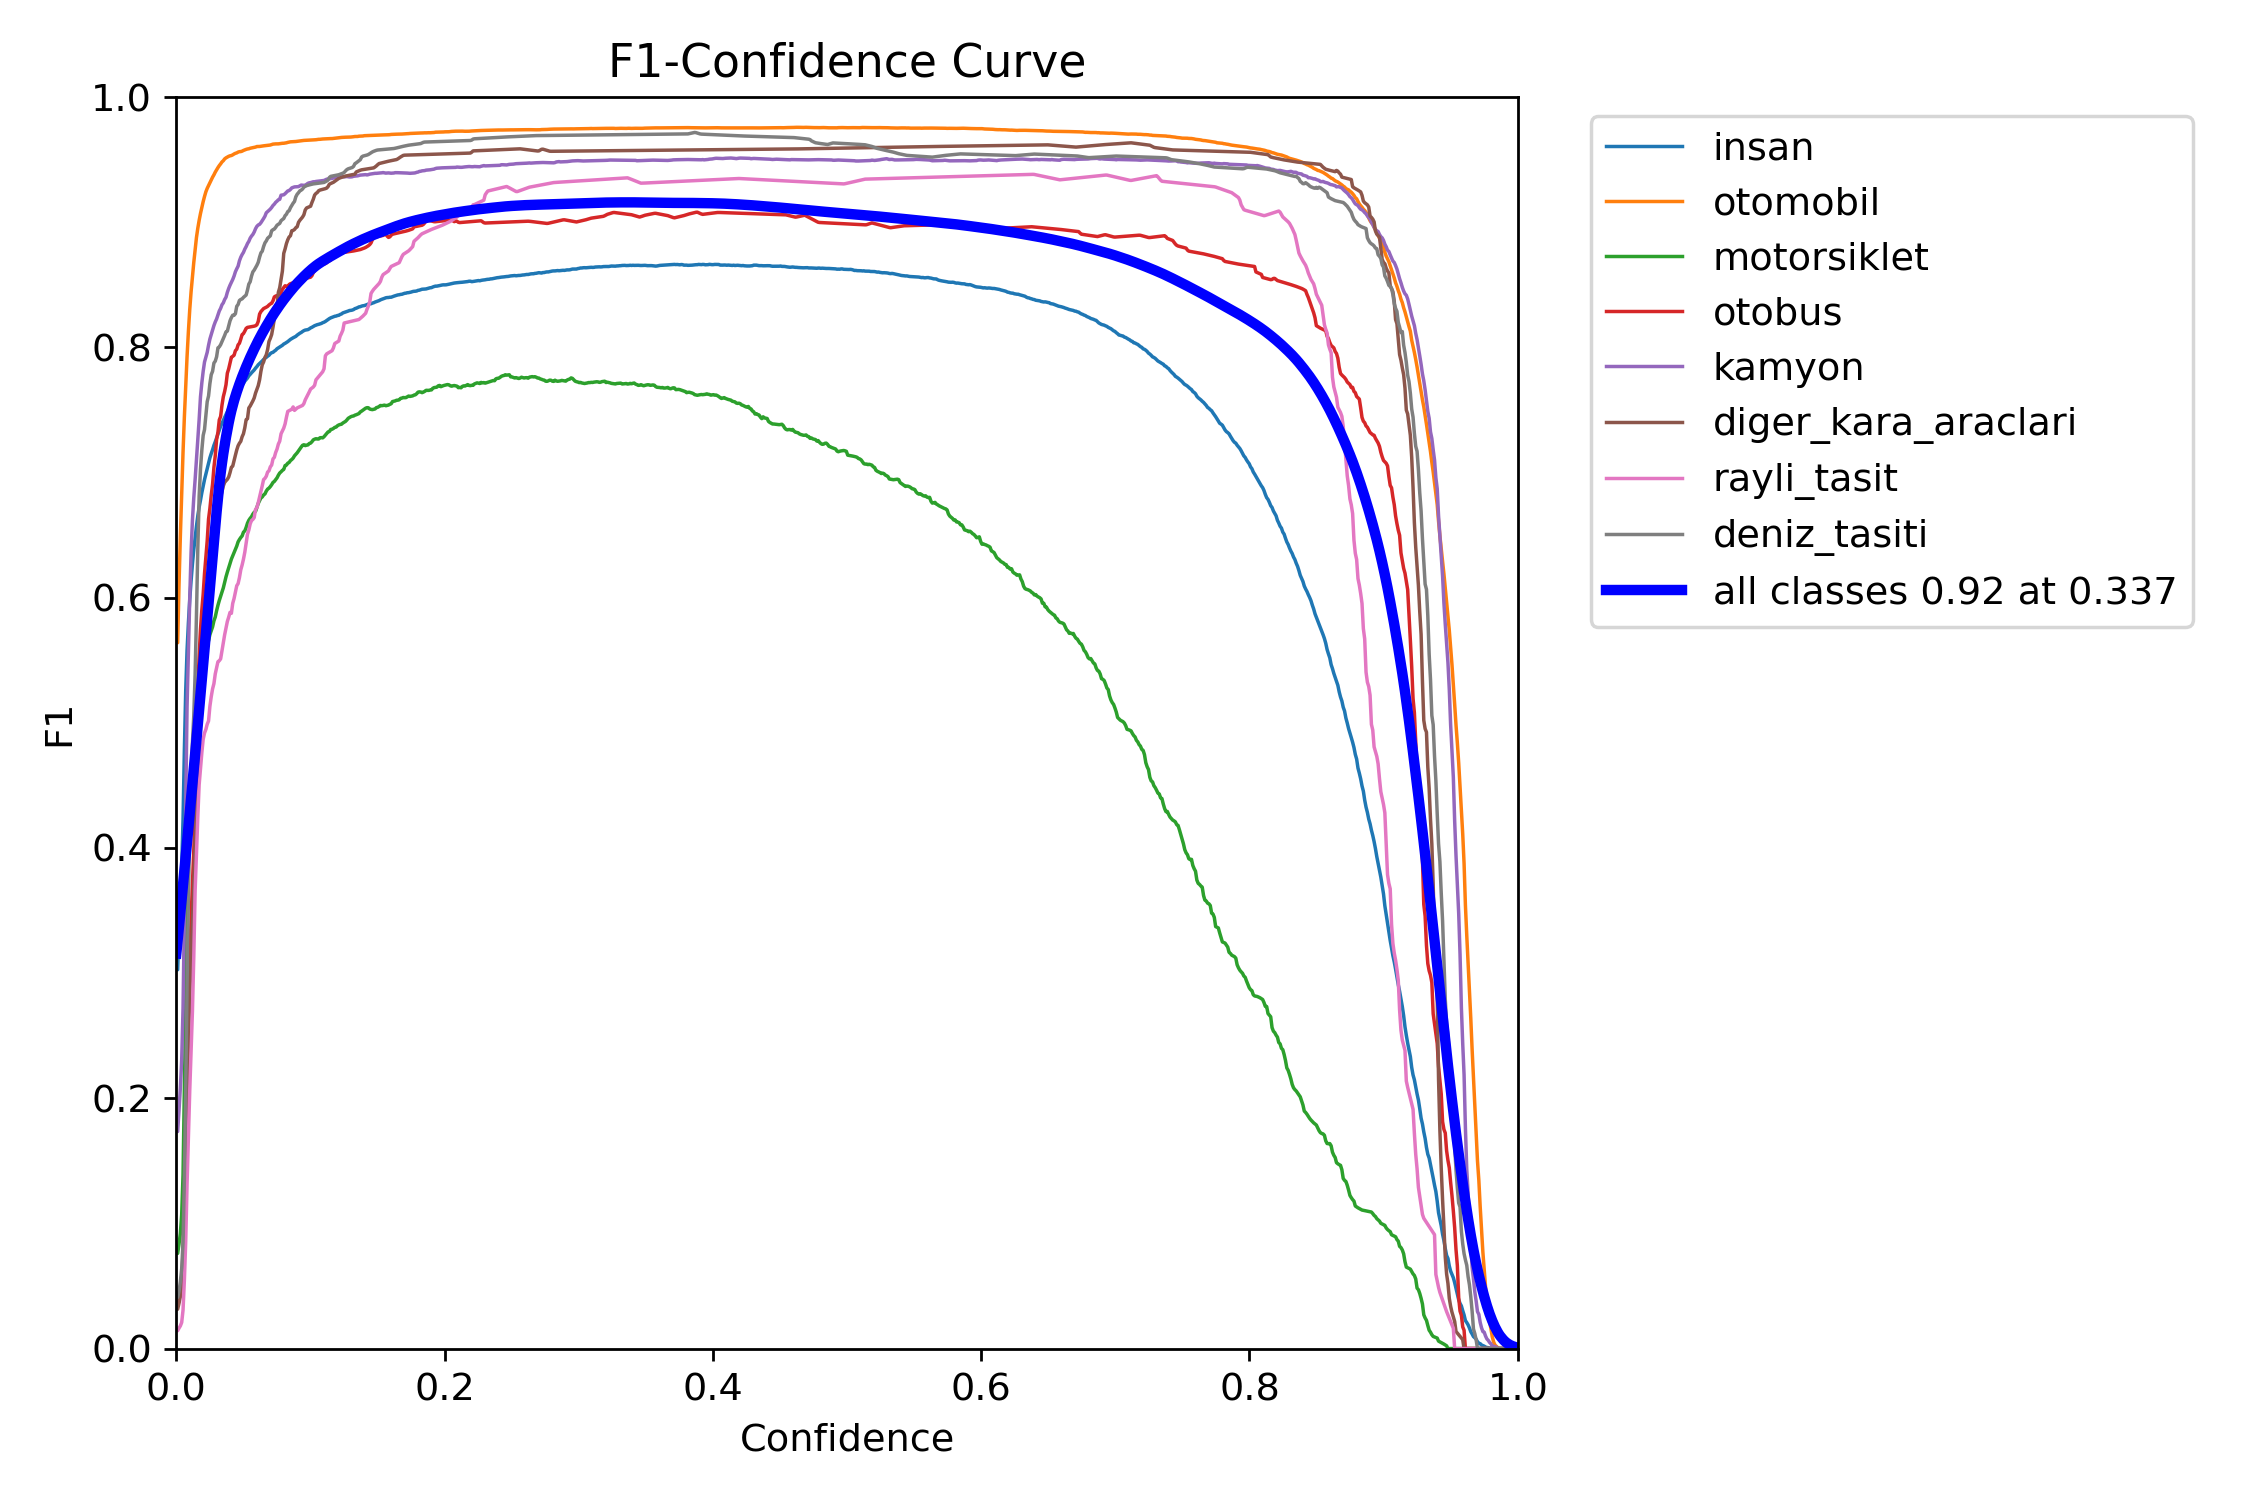 F1-Confidence Curve
1.0
0.8
0.6
0.4
0.2
0.0
F1
0.0 0.2 0.4 0.6 0.8 1.0
Confidence
insan
otomobil
motorsiklet
otobus
kamyon
diger_kara_araclari
rayli_tasit
deniz_tasiti
all classes 0.92 at 0.337